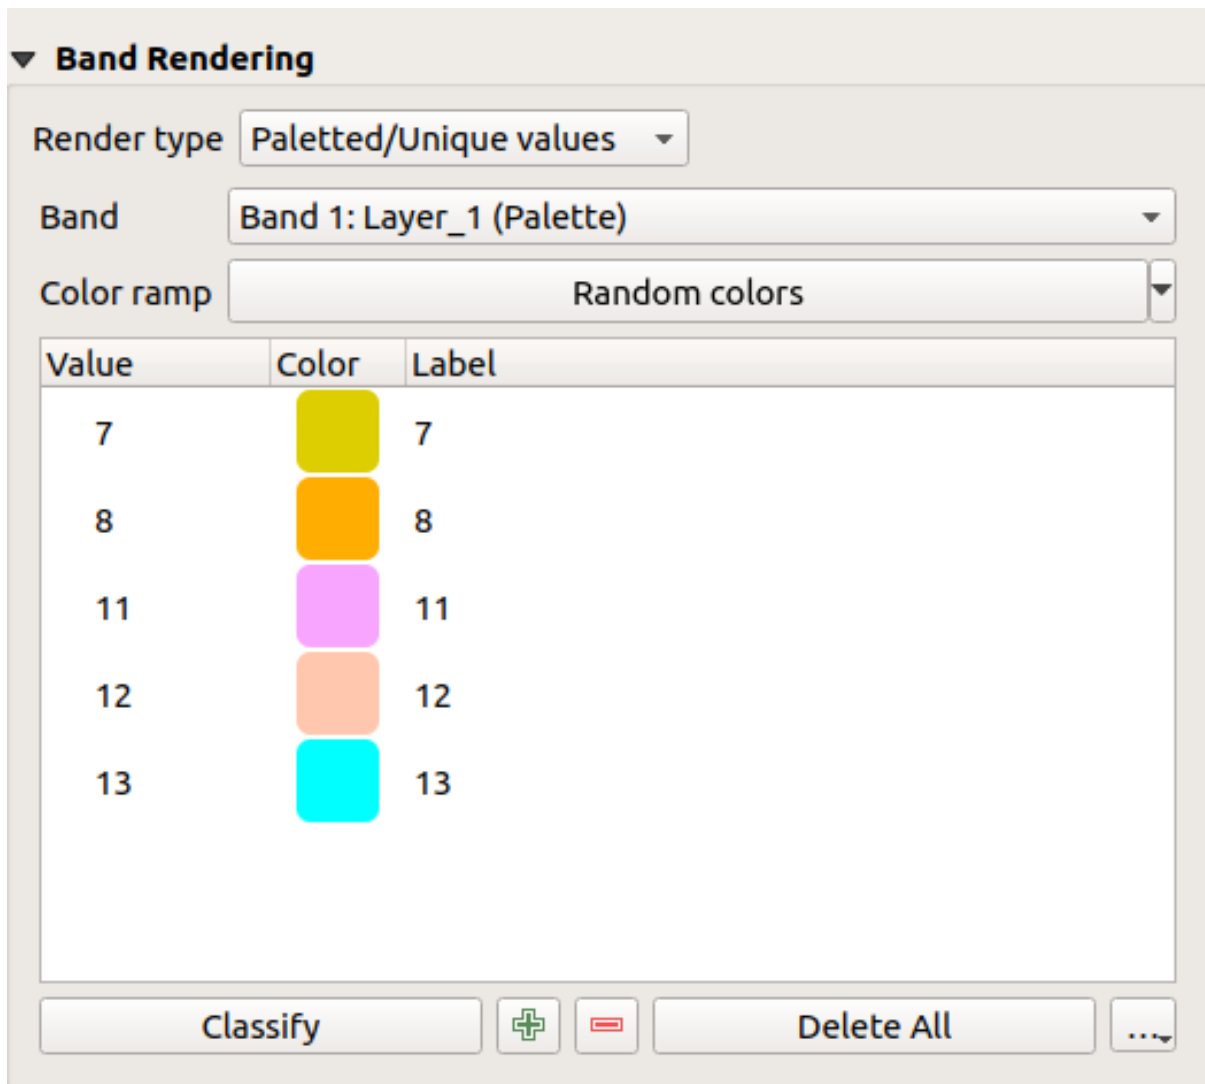 Band Rendering
Render type Paletted/Unique values
Band Band 1: Layer_1 (Palette)
Color ramp Random colors
Value Color Label
7 7
8 8
11 11
12 12
13 13
Classify Delete All ...